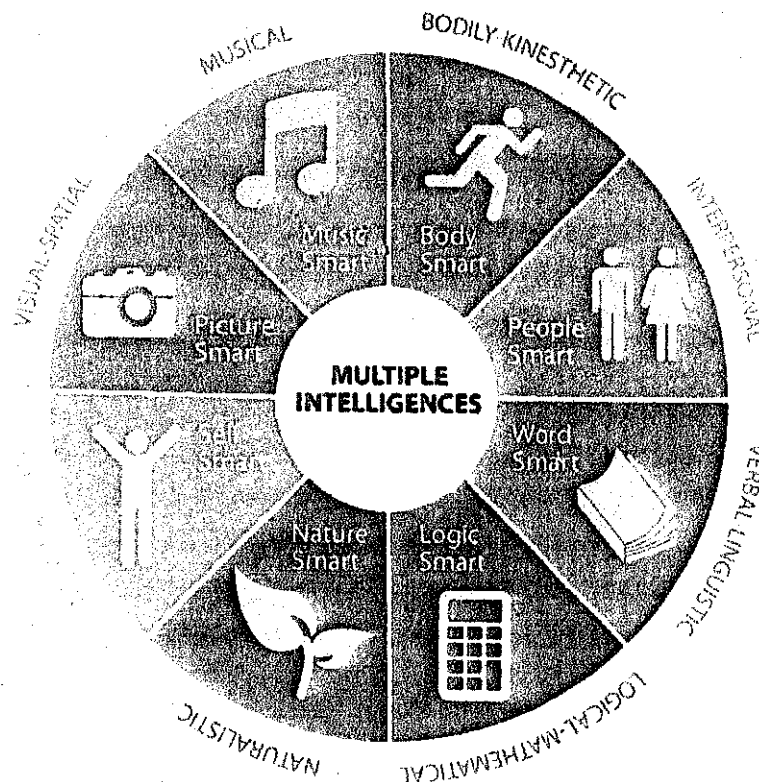 MUSICAL
BODILY-KINESTHETIC
INTERPERSONAL
VERBAL LINGUISTIC
LOGICAL-MATHEMATICAL
NATURALISTIC
VISUAL-SPATIAL
Music
Smart
Body
Smart
People
Smart
Word
Smart
Logic
Smart
Nature
Smart
Self
Smart
Picture
Smart
MULTIPLE
INTELLIGENCES